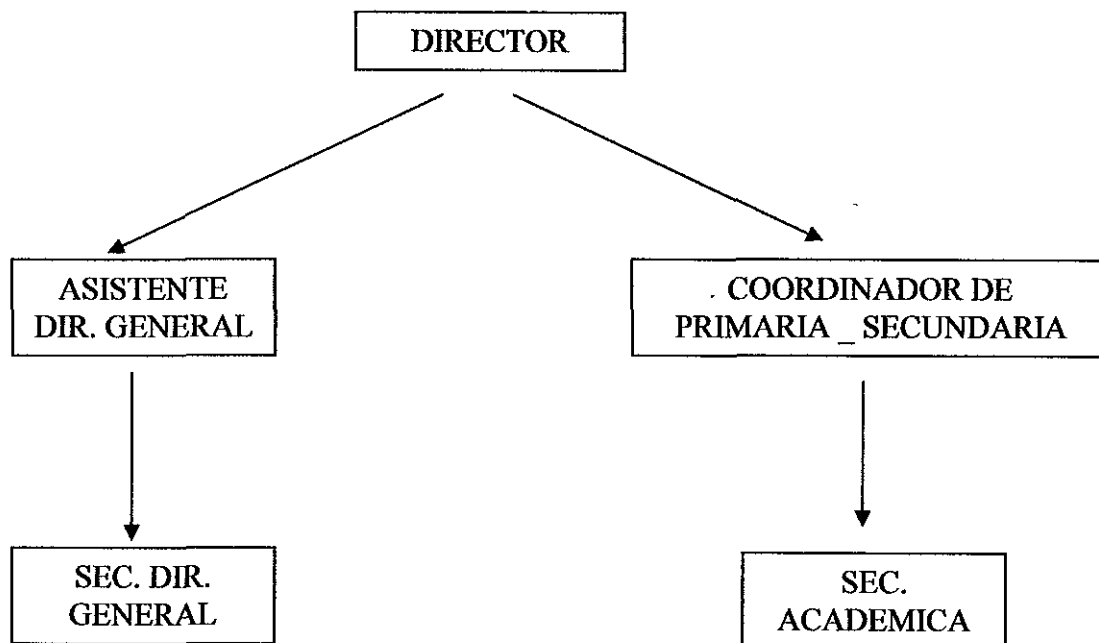 DIRECTOR
ASISTENTE
DIR. GENERAL
COORDINADOR DE
PRIMARIA _ SECUNDARIA
SEC. DIR.
GENERAL
SEC.
ACADEMICA